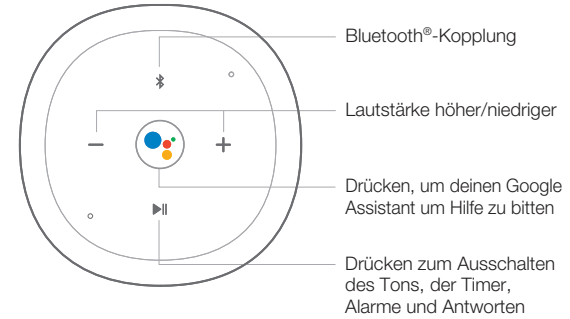 Bluetooth®-Kopplung
Lautstärke höher/niedriger
Drücken, um deinen Google
Assistant um Hilfe zu bitten
Drücken zum Ausschalten
des Tons, der Timer,
Alarme und Antworten